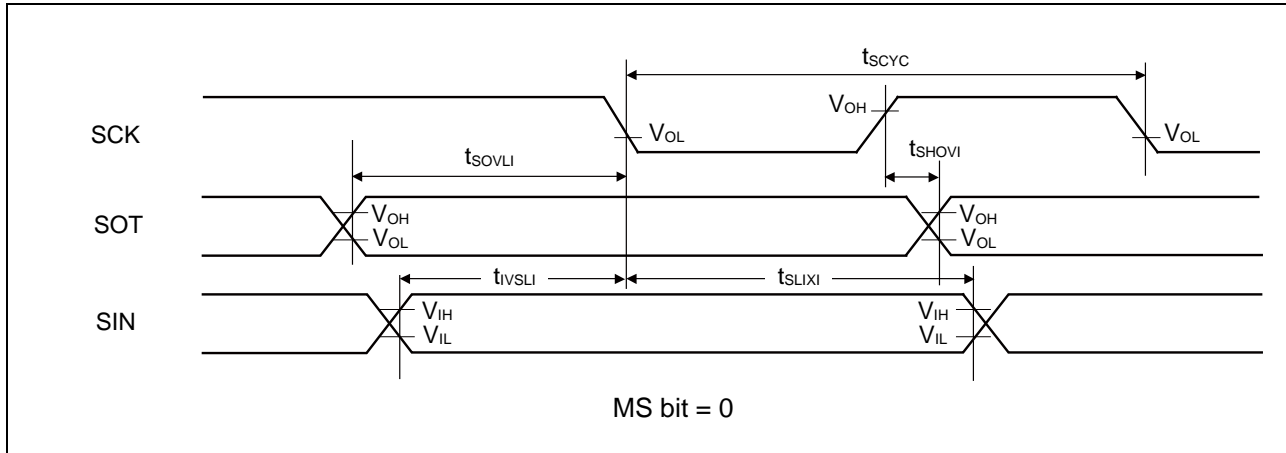 tSCYC
VOH
SCK
VOL
VOL
tSOVLI
tSHOVI
VOH
VOH
SOT
VOL
VOL
tIVSLI
tSLIXI
VIH
VIH
SIN
VIL
VIL
MS bit = 0